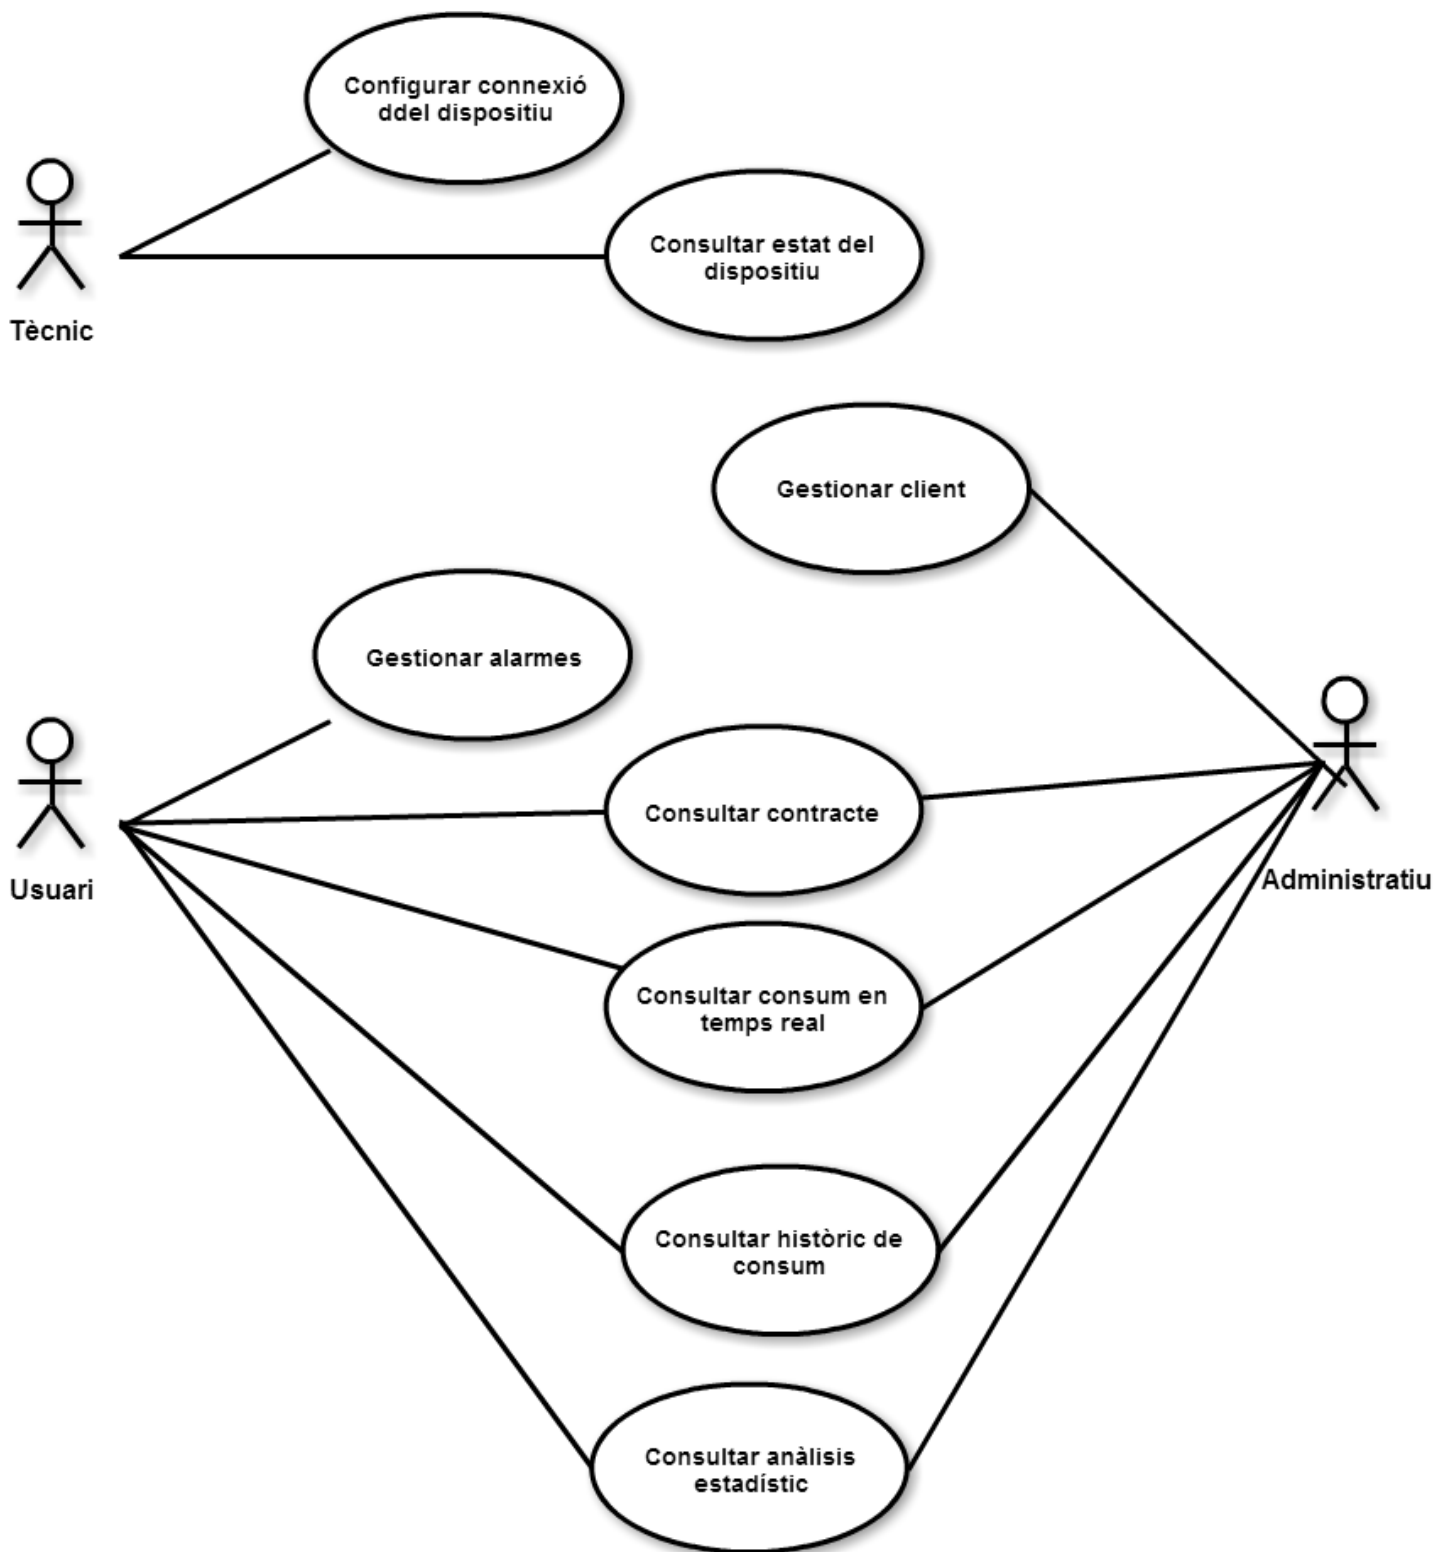 Configurar connexió
ddel dispositiu
Consultar estat del
dispositiu
Tècnic
Gestionar client
Gestionar alarmes
Consultar contracte
Usuari
Administratiu
Consultar consum en
temps real
Consultar històric de
consum
Consultar anàlisis
estadístic